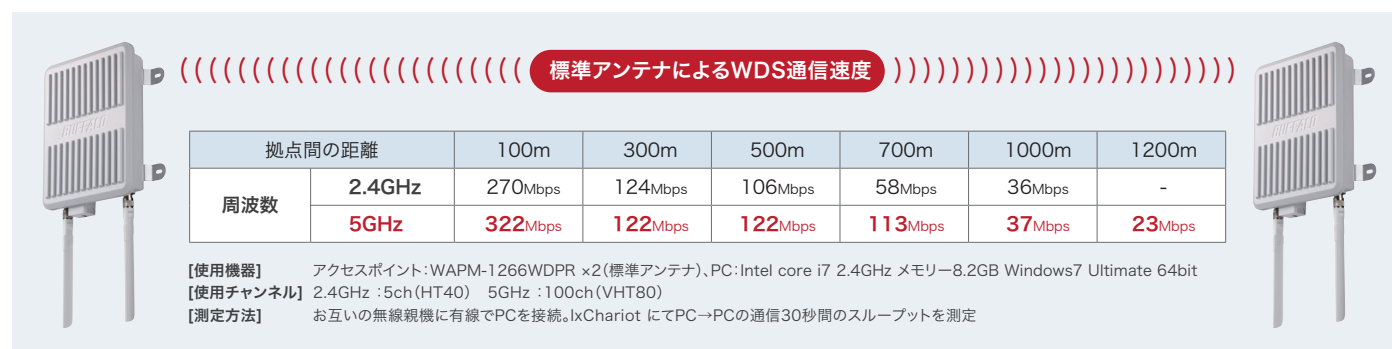 標準アンテナによるWDS通信速度
BUFFALO
BUFFALO
拠点間の距離 100m 300m 500m 700m 1000m 1200m
周波数 2.4GHz 270Mbps 124Mbps 106Mbps 58Mbps 36Mbps -
5GHz 322Mbps 122Mbps 122Mbps 113Mbps 37Mbps 23Mbps
[使用機器] アクセスポイント：WAPM-1266WDPR ×2（標準アンテナ）、PC：Intel core i7 2.4GHz メモリー8.2GB Windows7 Ultimate 64bit
[使用チャンネル] 2.4GHz ：5ch（HT40） 5GHz ：100ch（VHT80）
[測定方法] お互いの無線親機に有線でPCを接続。IxChariot にてPC→PCの通信30秒間のスループットを測定